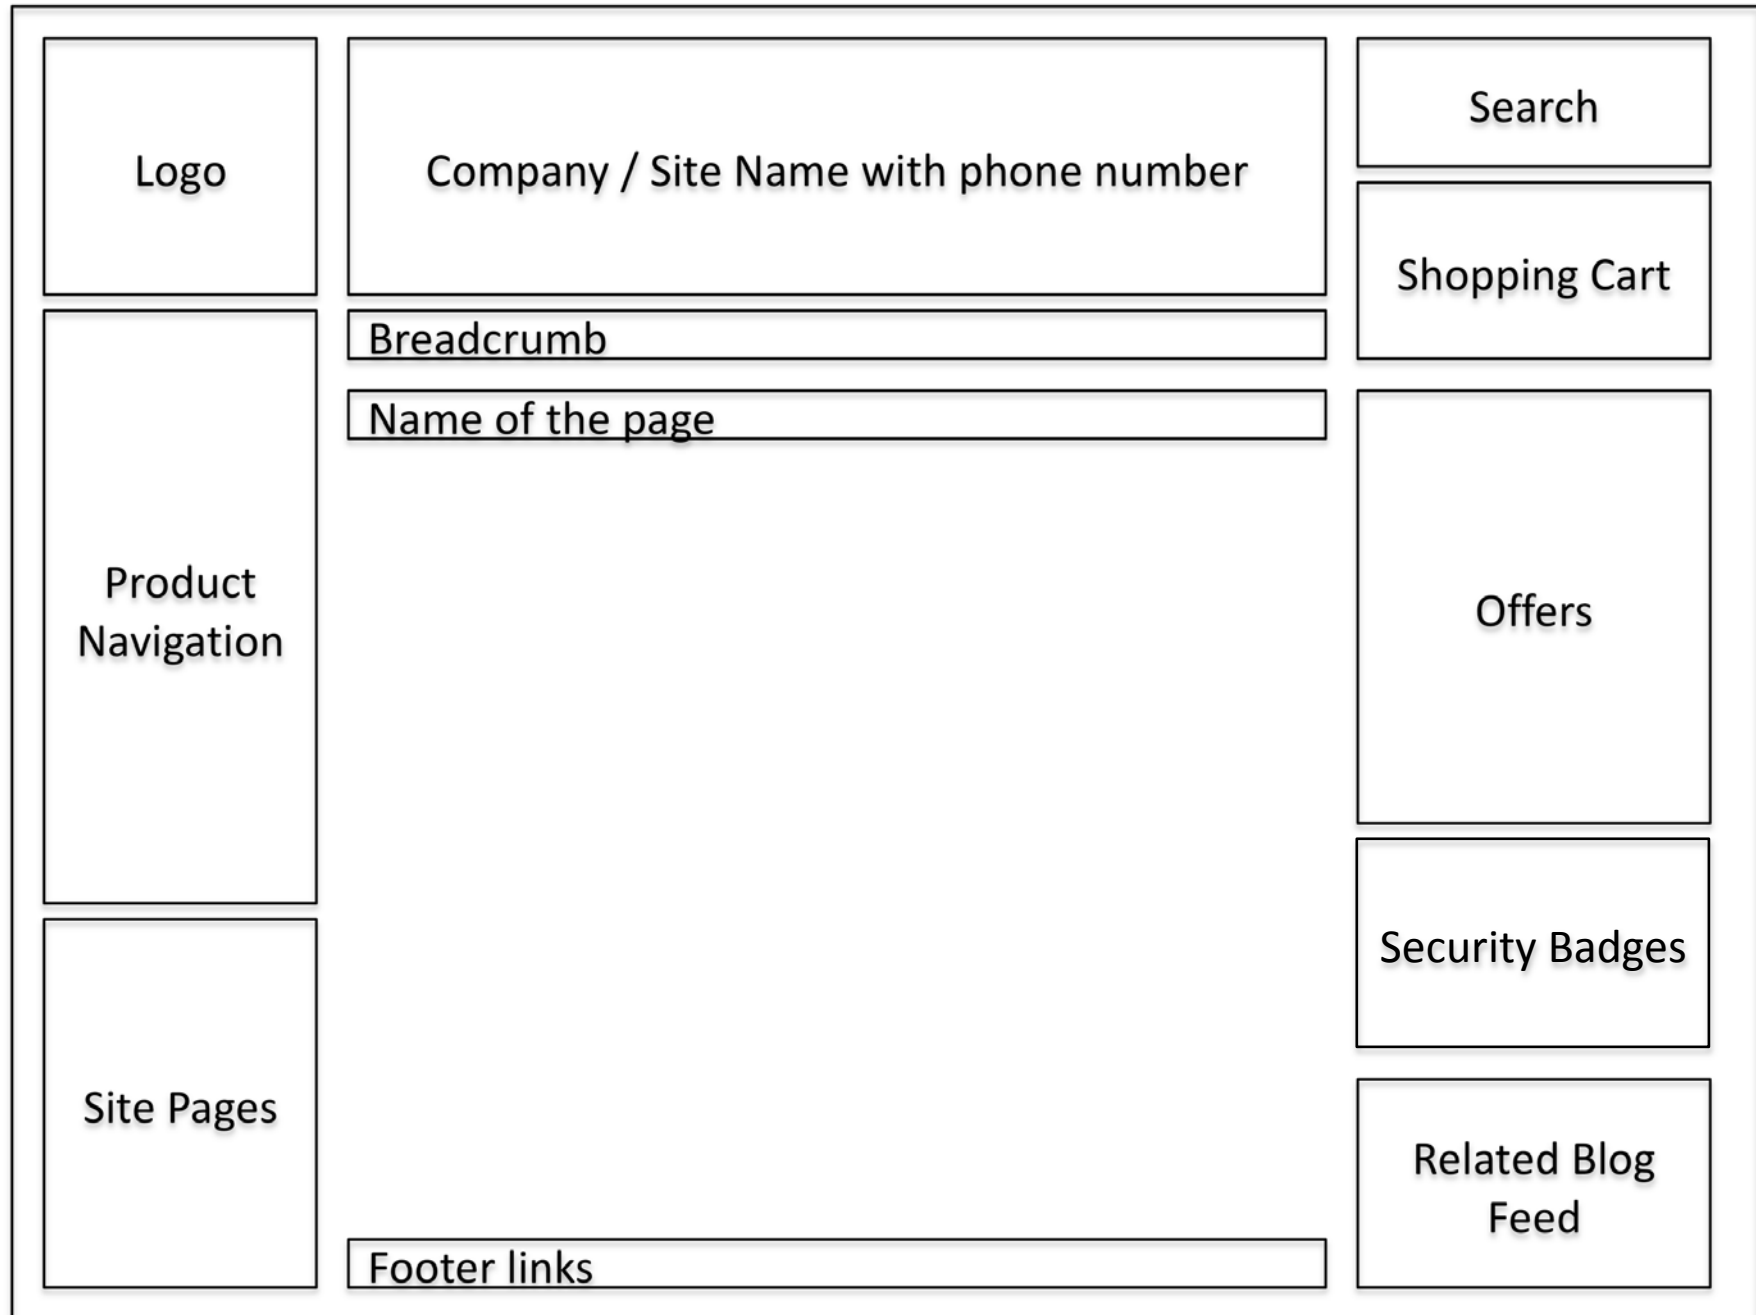 Logo
Company / Site Name with phone number
Search
Shopping Cart
Breadcrumb
Name of the page
Product
Navigation
Offers
Security Badges
Site Pages
Related Blog
Feed
Footer links